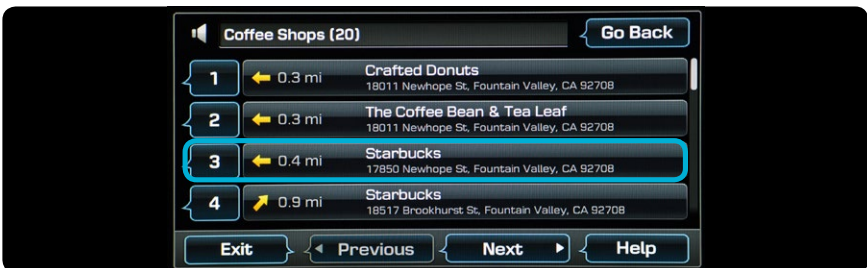 Coffee Shops (20)
Go Back
1
0.3 mi
Crafted Donuts
18011 Newhope St, Fountain Valley, CA 92708
2
0.3 mi
The Coffee Bean & Tea Leaf
18011 Newhope St, Fountain Valley, CA 92708
3
0.4 mi
Starbucks
17850 Newhope St, Fountain Valley, CA 92708
4
0.9 mi
Starbucks
18517 Brookhurst St, Fountain Valley, CA 92708
Exit
Previous
Next
Help